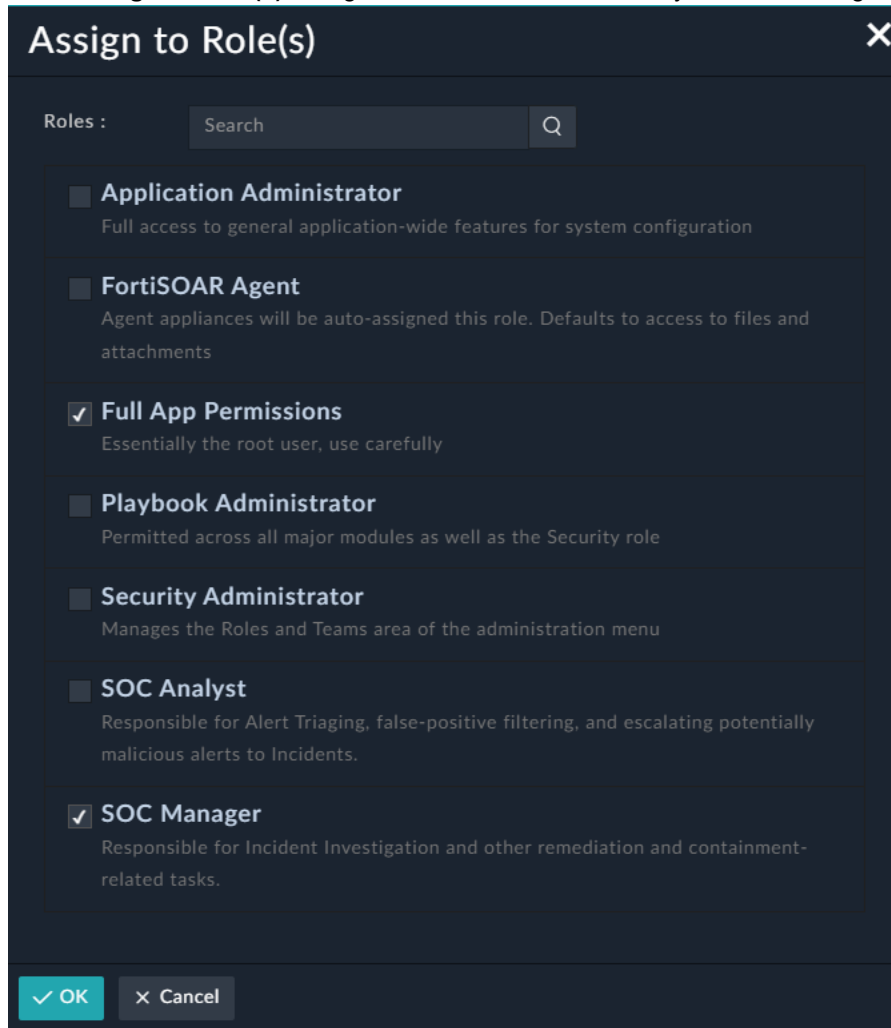 Assign to Role(s)
Roles :
Search
Application Administrator
Full access to general application-wide features for system configuration
FortiSOAR Agent
Agent appliances will be auto-assigned this role. Defaults to access to files and
attachments
Full App Permissions
Essentially the root user, use carefully
Playbook Administrator
Permitted across all major modules as well as the Security role
Security Administrator
Manages the Roles and Teams area of the administration menu
SOC Analyst
Responsible for Alert Triaging, false-positive filtering, and escalating potentially
malicious alerts to Incidents.
SOC Manager
Responsible for Incident Investigation and other remediation and containment-
related tasks.
OK
Cancel